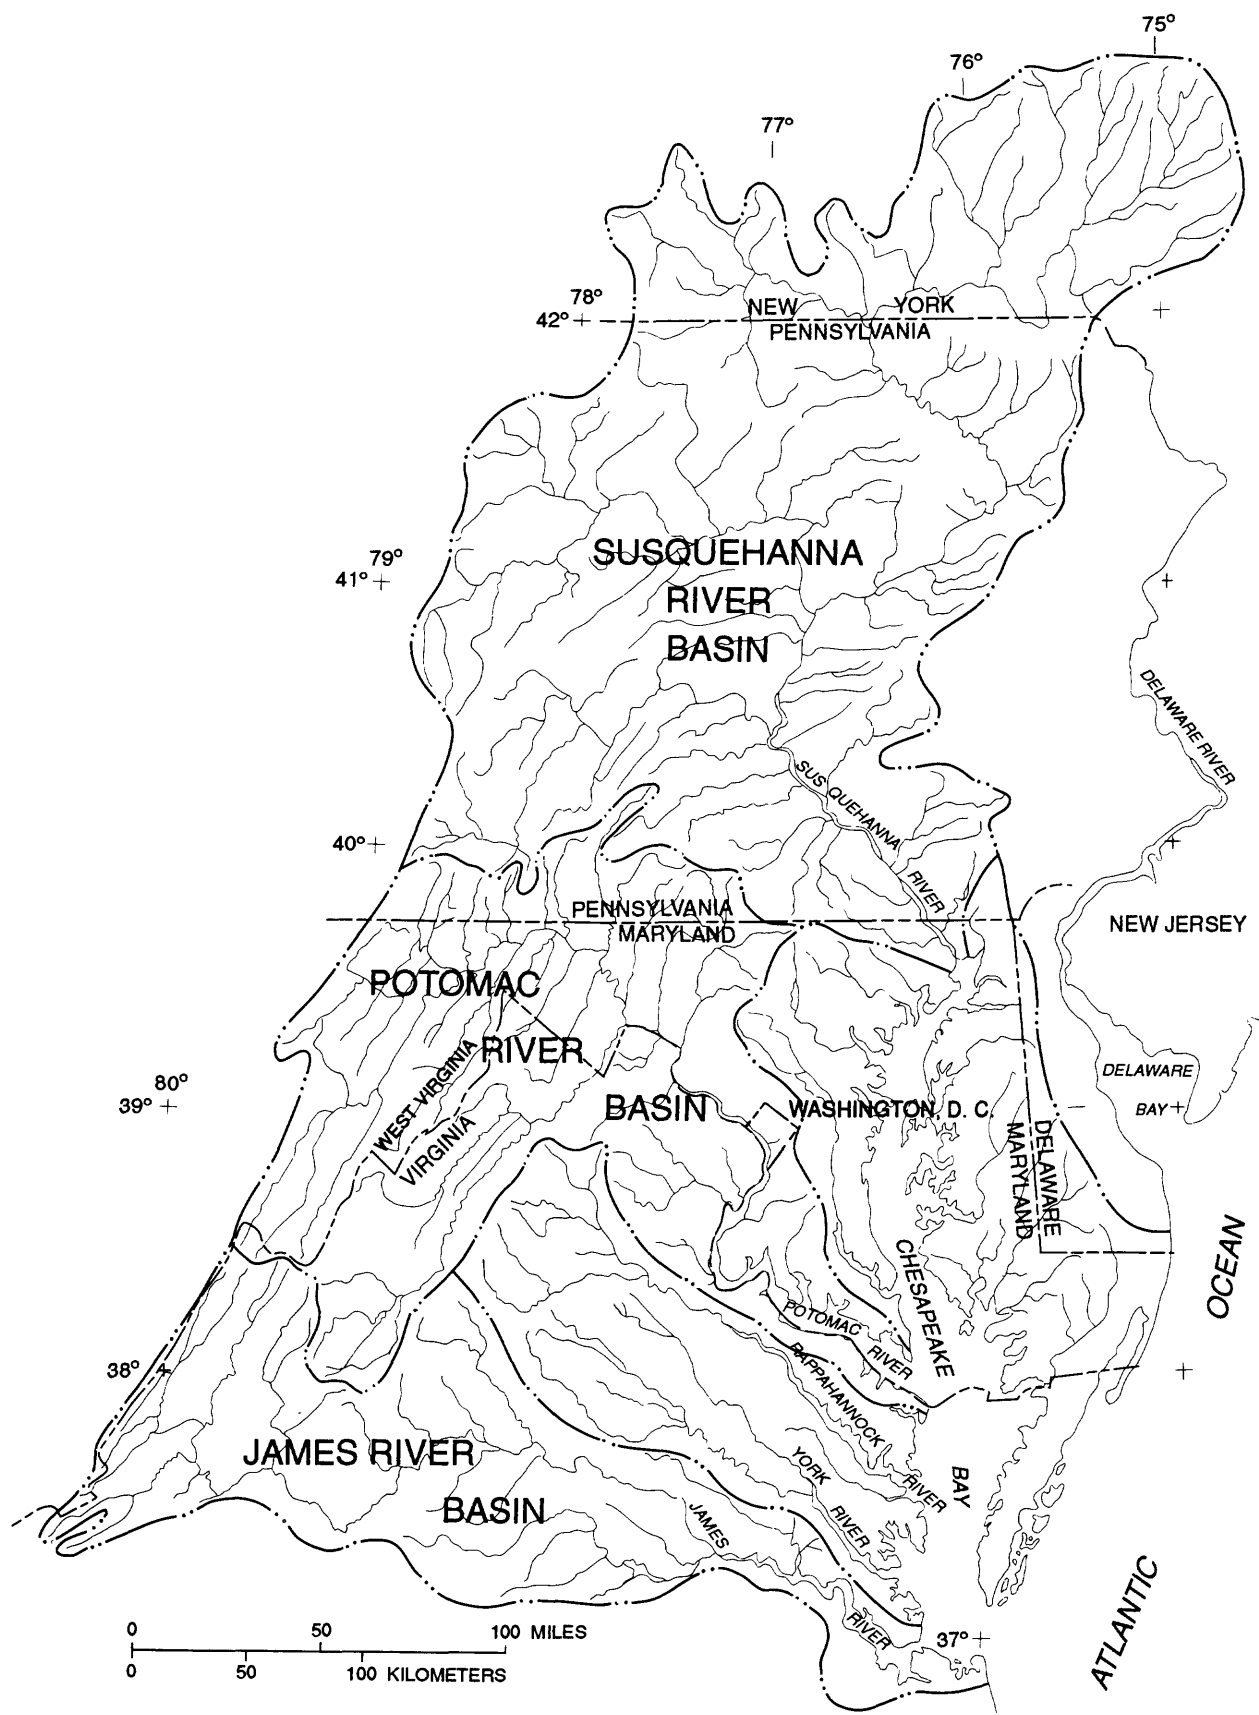 75°
76°
77°
78°
42°
NEW YORK
PENNSYLVANIA
79°
41°
SUSQUEHANNA
RIVER
BASIN
DELAWARE RIVER
SUSQUEHANNA
RIVER
40°
PENNSYLVANIA
MARYLAND
NEW JERSEY
POTOMAC
RIVER
BASIN
WEST VIRGINIA
VIRGINIA
80°
39°
WASHINGTON, D. C.
DELAWARE
BAY
DELAWARE
MARYLAND
CHESAPEAKE
BAY
POTOMAC
RIVER
RAPPAHANNOCK
RIVER
38°
JAMES RIVER
BASIN
YORK
RIVER
JAMES
RIVER
37°
ATLANTIC
OCEAN
0 50 100 MILES
0 50 100 KILOMETERS